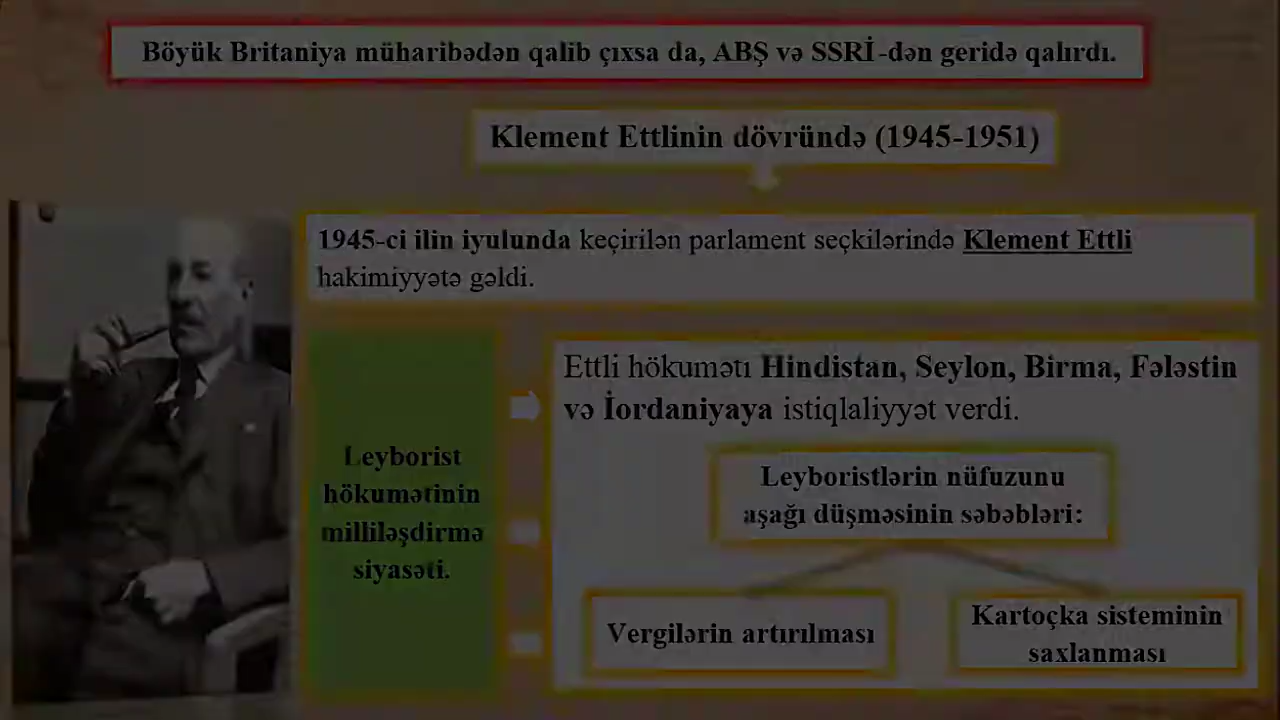 Böyük Britaniya müharibədən qalib çıxsa da, ABŞ və SSRİ-dən geridə qalırdı.
Klement Ettlinin dövründə (1945-1951)
1945-ci ilin iyulunda keçirilən parlament seçkilərində Klement Ettli
hakimiyyətə gəldi.
Leyborist
hökumətinin
milliləşdirmə
siyasəti.
Ettli hökuməti Hindistan, Seylon, Birma, Fələstin
və İordaniyaya istiqlaliyyət verdi.
Leyboristlərin nüfuzunu
aşağı düşməsinin səbəbləri:
Vergilərin artırılması
Kartoçka sisteminin
saxlanması